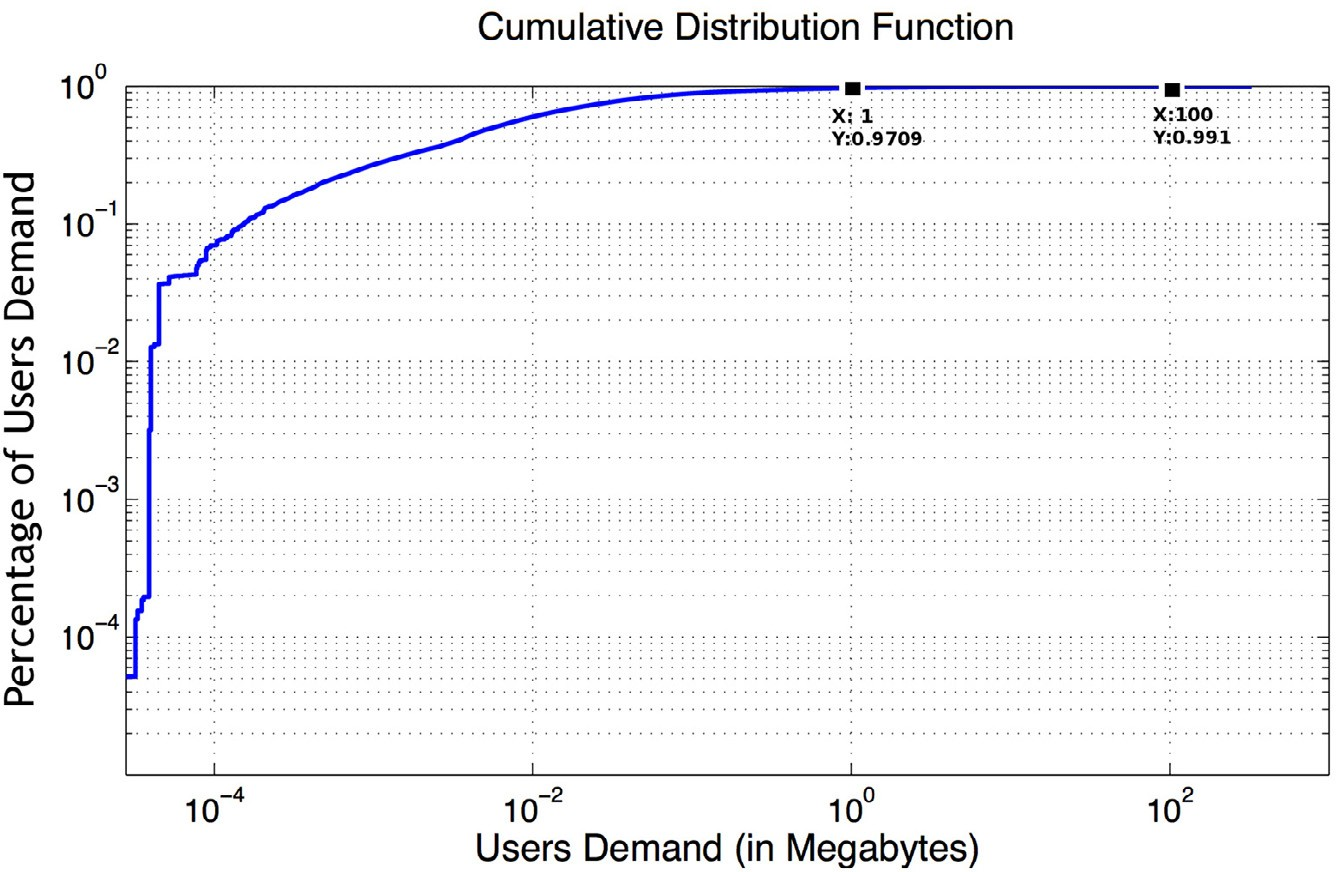 Cumulative Distribution Function
10^0
X: 1
Y:0.9709
X:100
Y:0.991
10^-1
10^-2
10^-3
10^-4
Percentage of Users Demand
10^-4
10^-2
10^0
10^2
Users Demand (in Megabytes)